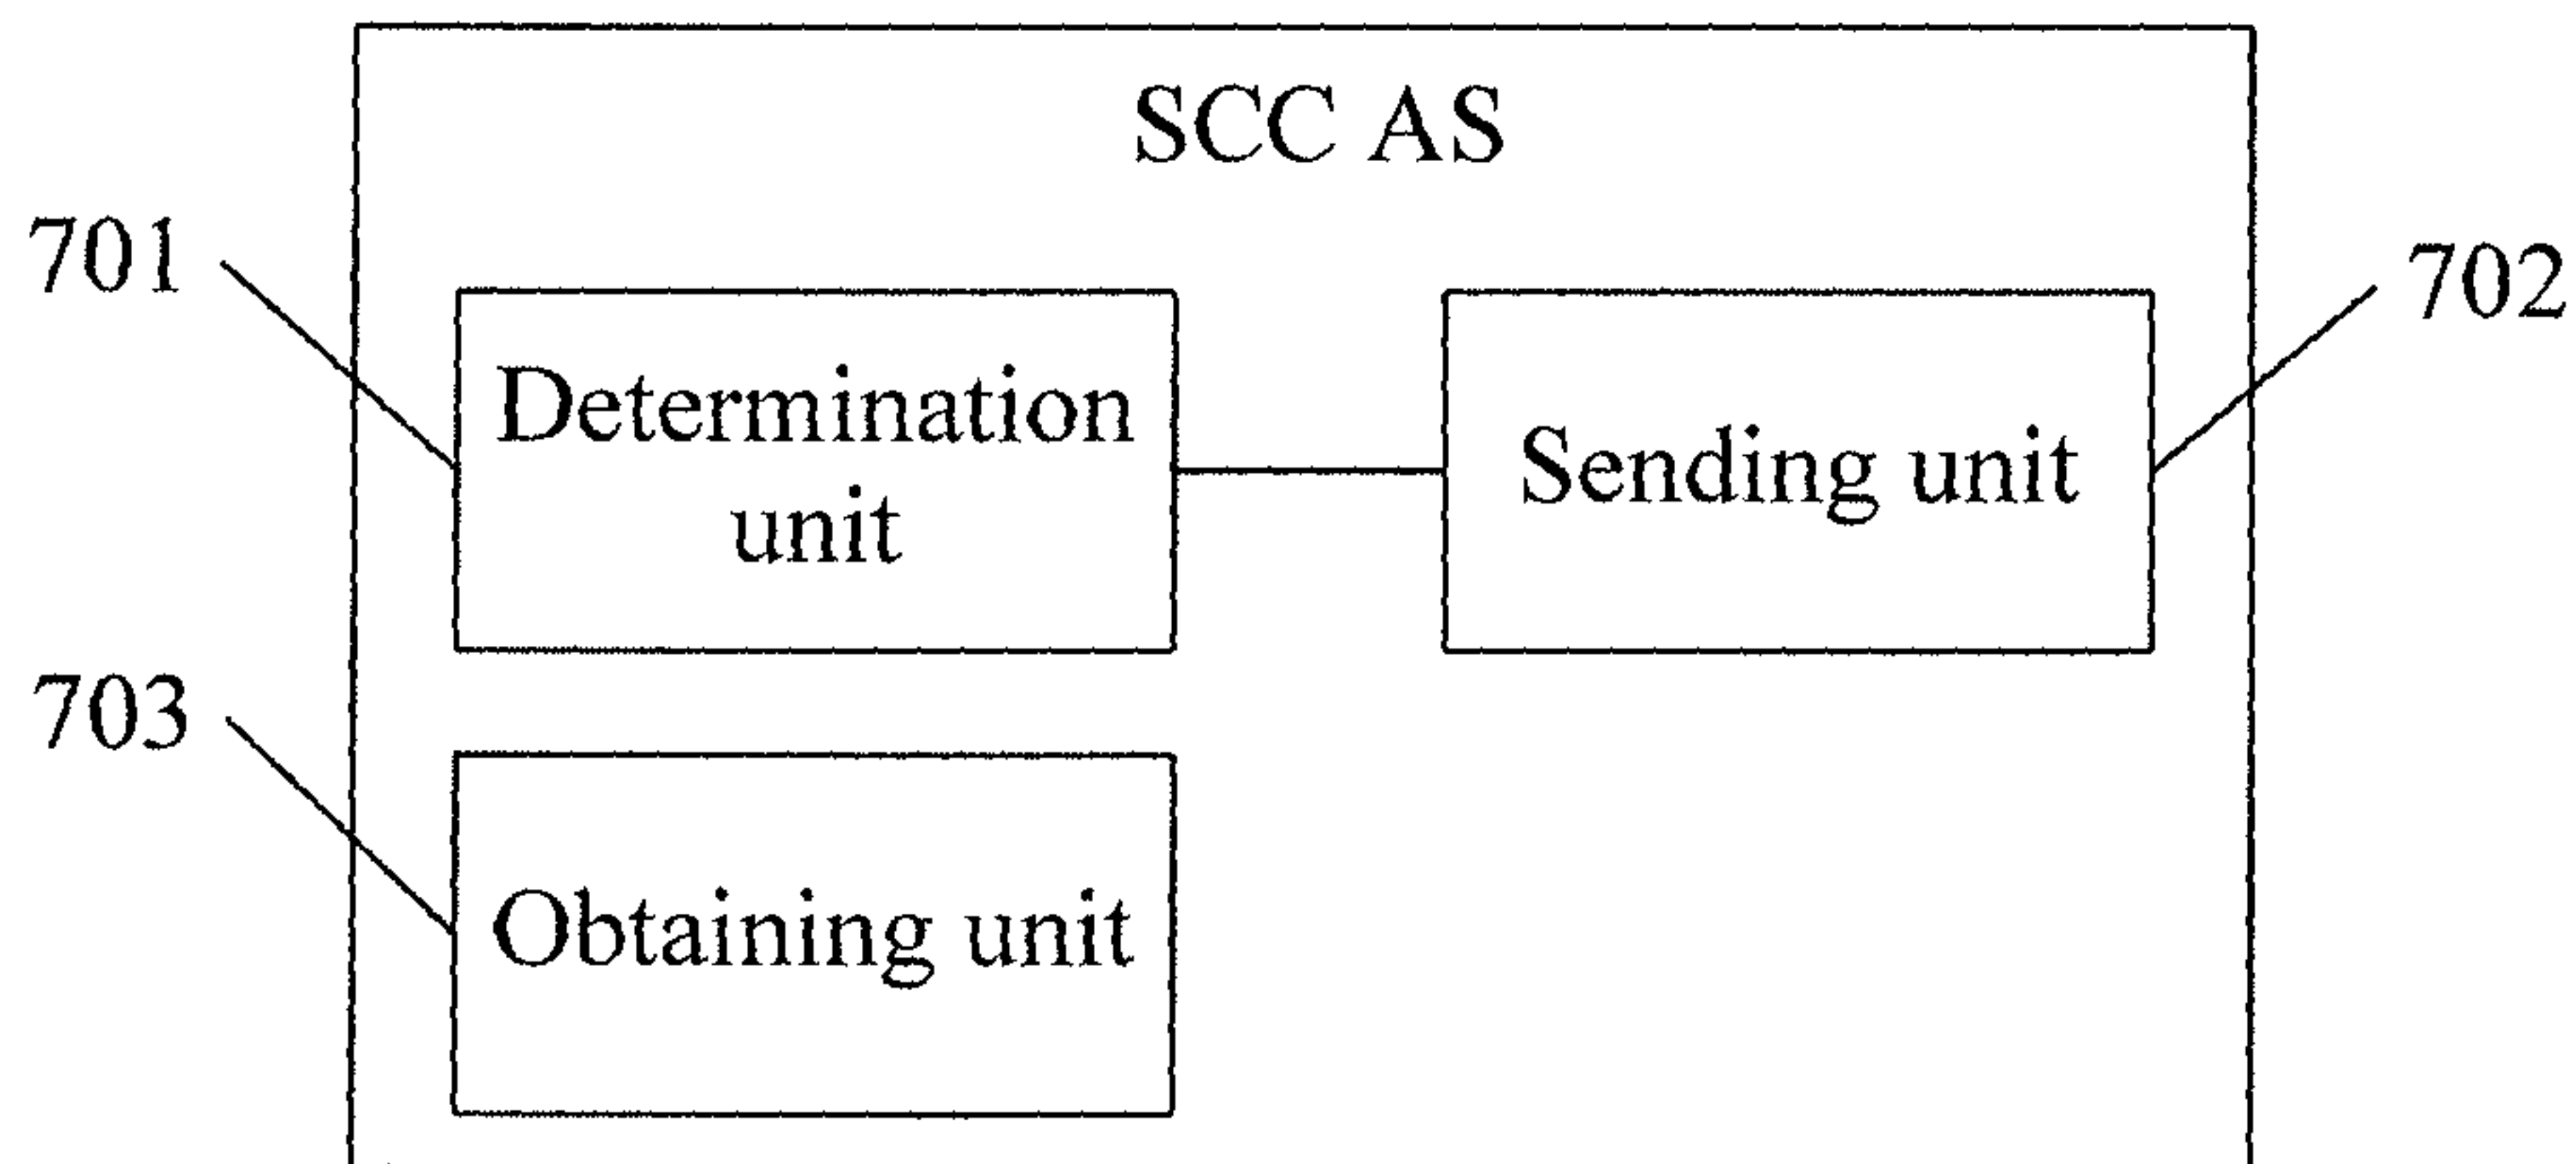 SCC AS
701
702
Determination
unit
Sending unit
703
Obtaining unit